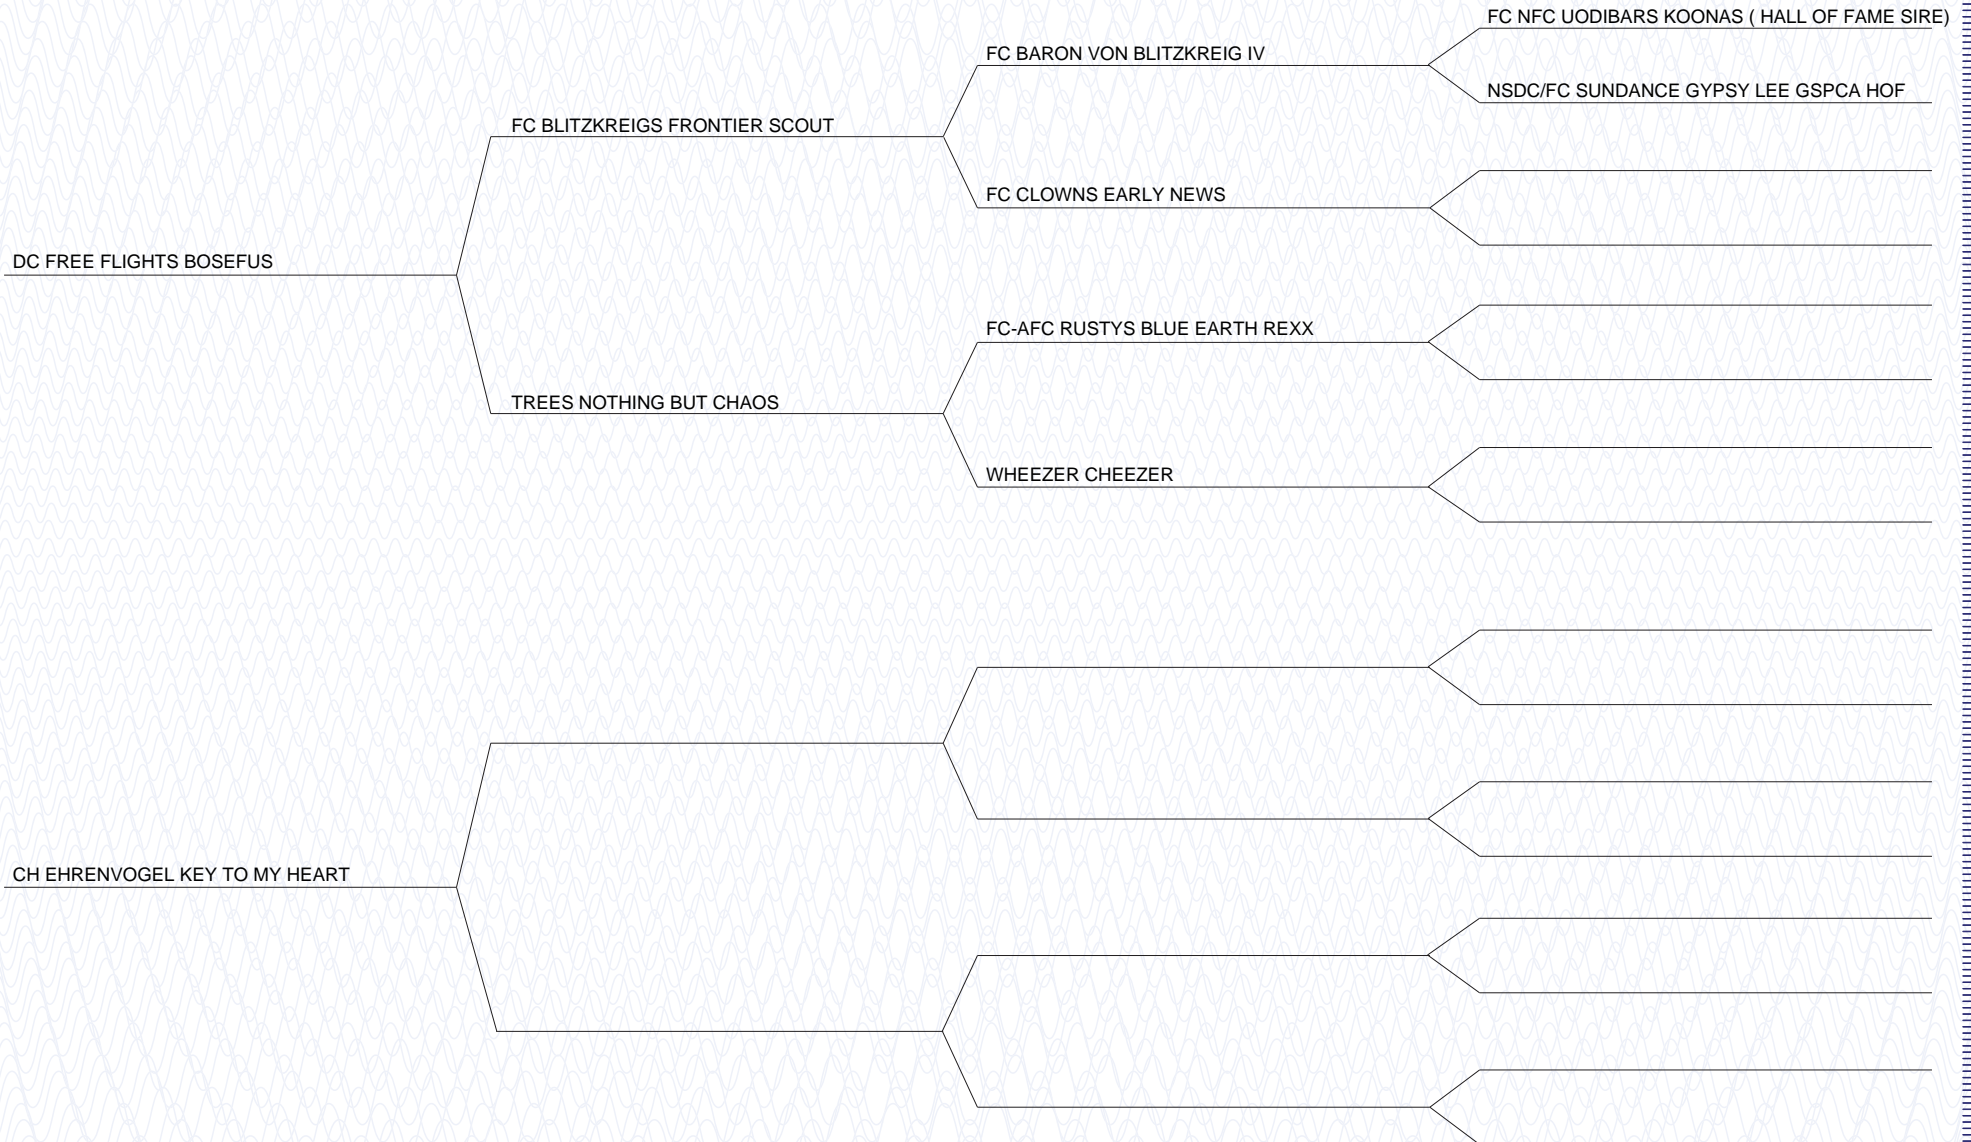 FC NFC UODIBARS KOONAS ( HALL OF FAME SIRE)
FC BARON VON BLITZKREIG IV
NSDC/FC SUNDANCE GYPSY LEE GSPCA HOF
FC BLITZKREIGS FRONTIER SCOUT
FC CLOWNS EARLY NEWS
DC FREE FLIGHTS BOSEFUS
FC-AFC RUSTYS BLUE EARTH REXX
TREES NOTHING BUT CHAOS
WHEEZER CHEEZER
CH EHRENVOGEL KEY TO MY HEART